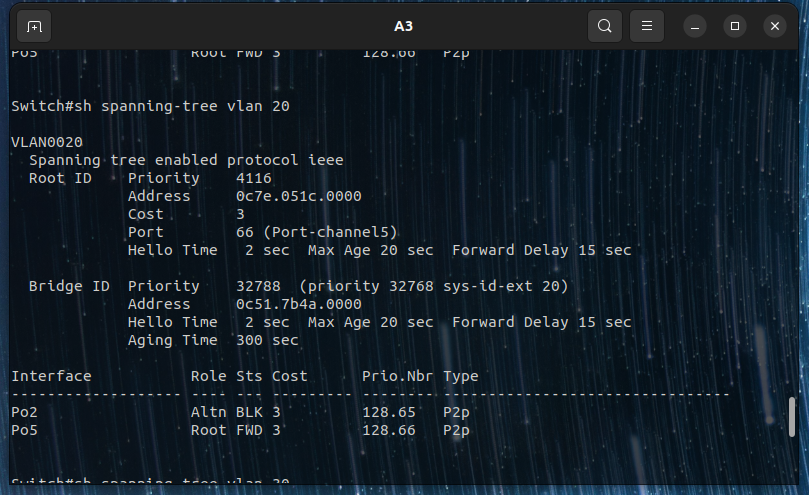 A3
Po5                 Root FWD 3         128.66   P2p
Switch#sh spanning-tree vlan 20
VLAN0020
  Spanning tree enabled protocol ieee
  Root ID    Priority    4116
             Address     0c7e.051c.0000
             Cost        3
             Port        66 (Port-channel5)
             Hello Time   2 sec  Max Age 20 sec  Forward Delay 15 sec
  Bridge ID  Priority    32788  (priority 32768 sys-id-ext 20)
             Address     0c51.7b4a.0000
             Hello Time   2 sec  Max Age 20 sec  Forward Delay 15 sec
             Aging Time  300 sec
Interface           Role Sts Cost      Prio.Nbr Type
------------------- ---- --- --------- -------- --------------------------------
Po2                 Altn BLK 3         128.65   P2p
Po5                 Root FWD 3         128.66   P2p
Switch#sh spanning-tree vlan 30